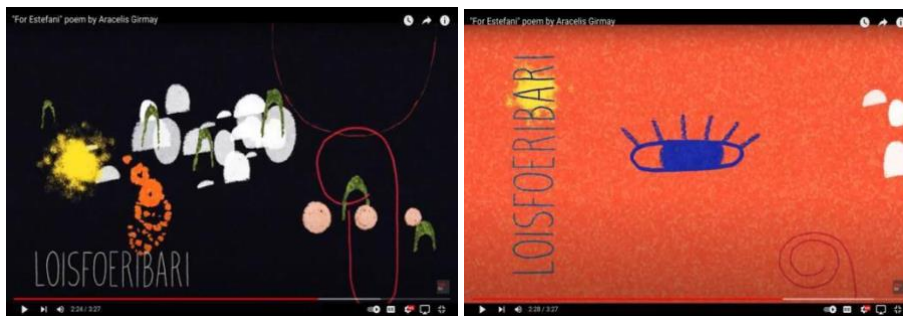 "For Estefani" poem by Aracelis Girmay
LOISFOERIBARI
2:24 / 3:27
"For Estefani" poem by Aracelis Girmay
LOISFOERIBARI
2:28 / 3:27